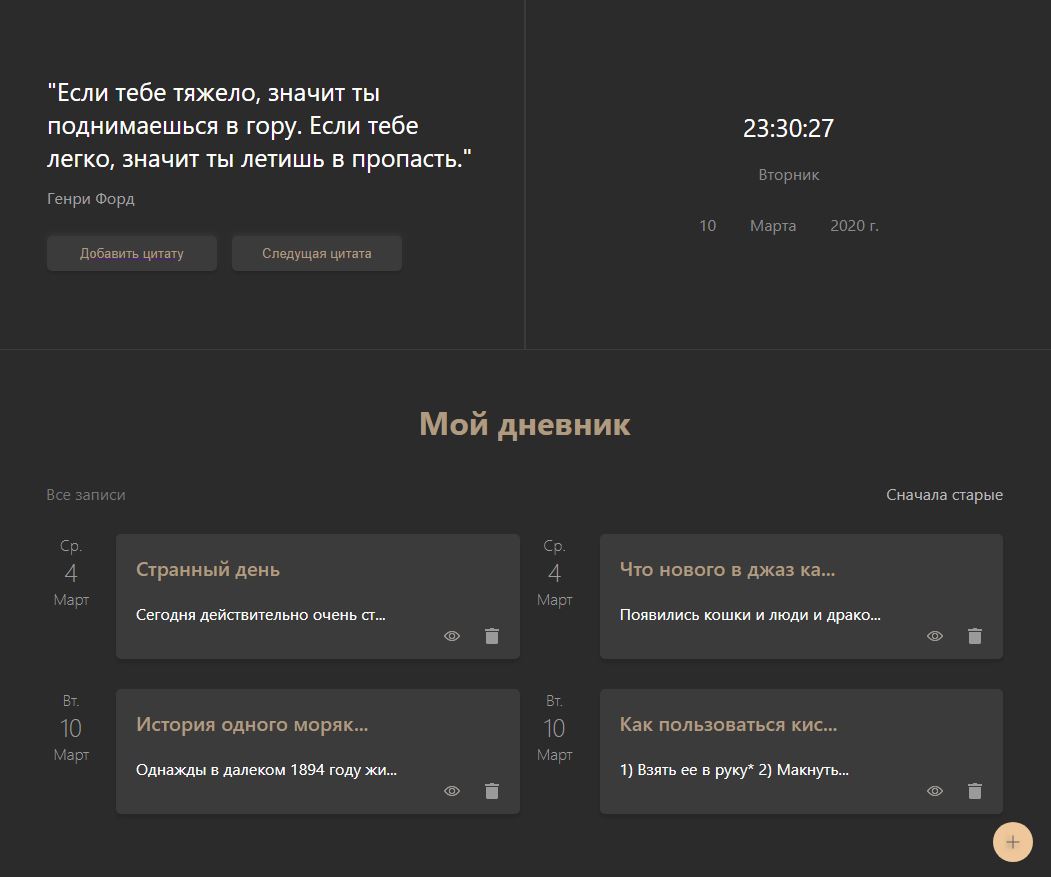 "Если тебе тяжело, значит ты
поднимаешься в гору. Если тебе
легко, значит ты летишь в пропасть."
Генри Форд
Добавить цитату
Следущая цитата
23:30:27
Вторник
10 Марта 2020 г.
Мой дневник
Все записи
Сначала старые
Ср.
4
Март
Странный день
Сегодня действительно очень ст...
Ср.
4
Март
Что нового в джаз ка...
Появились кошки и люди и драко...
Вт.
10
Март
История одного моряк...
Однажды в далеком 1894 году жи...
Вт.
10
Март
Как пользоваться кис...
1) Взять ее в руку* 2) Макнуть...